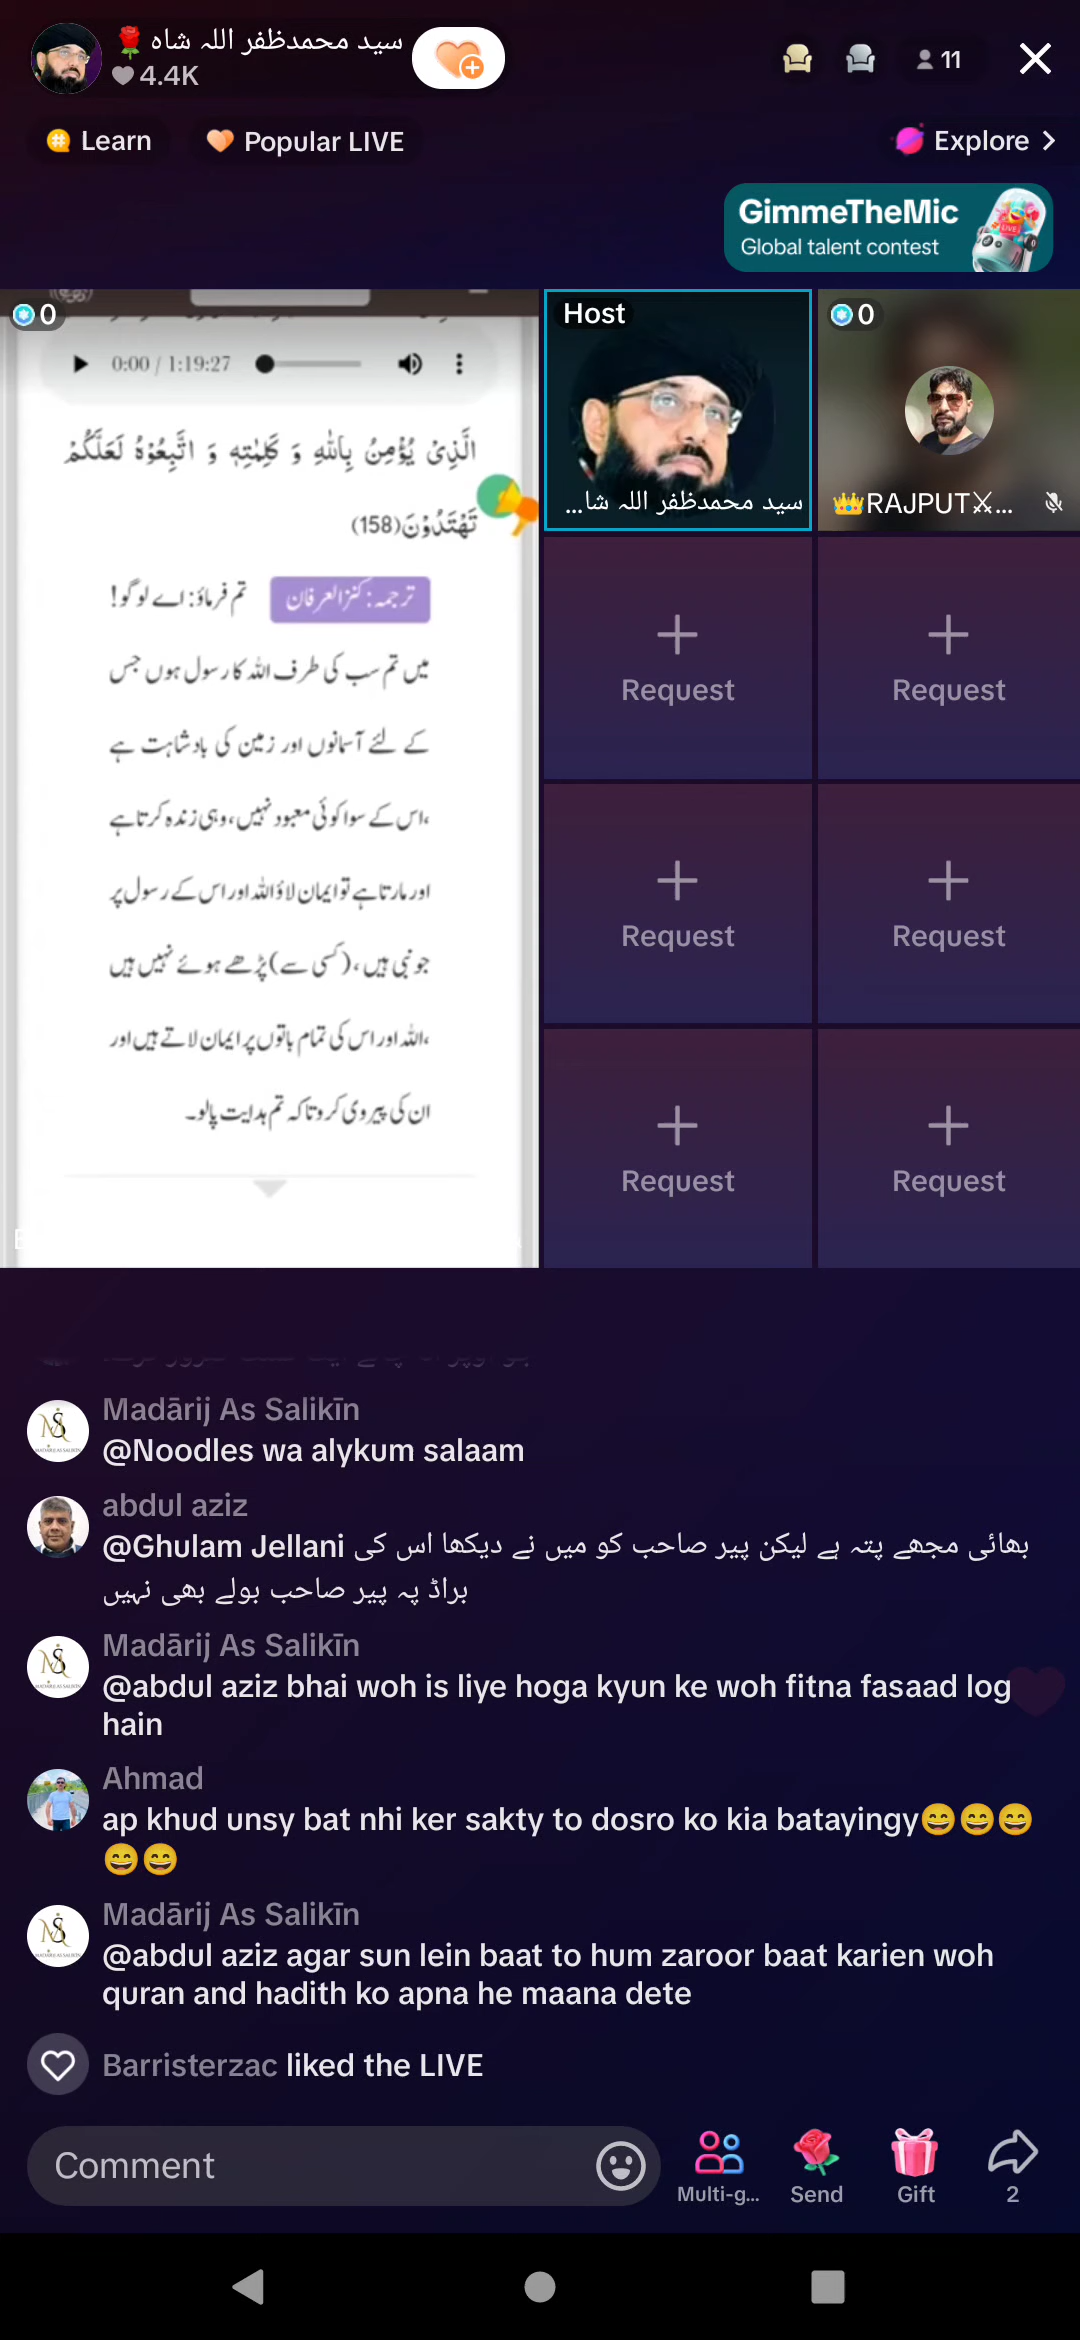 سید محمدظفر اللہ شاہ🌹
4.4K
11
Learn
Popular LIVE
Explore
GimmeTheMic
Global talent contest
0
0:00 / 1:19:27
الَّذِیْ یُؤْمِنُ بِاللّٰهِ وَ كَلِمٰتِهٖ وَ اتَّبِعُوْهُ لَعَلَّكُمْ
تَهْتَدُوْنَ(158)
ترجمہ: کنزالعرفان
تم فرماؤ: اے لوگو!
میں تم سب کی طرف اللہ کا رسول ہوں جس
کے لئے آسمانوں اور زمین کی بادشاہت ہے
،اس کے سوا کوئی معبود نہیں، وہی زندہ کرتا ہے
اور مارتا ہے تو ایمان لاؤ اللہ اور اس کے رسول پر
جو نبی ہیں، (کسی سے) پڑھے ہوئے نہیں ہیں
،اللہ اور اس کی تمام باتوں پر ایمان لاتے ہیں اور
ان کی پیروی کرو تاکہ تم ہدایت پالو۔
Host
سید محمدظفر اللہ شا...
0
👑RAJPUT⚔...
Request
Request
Request
Request
Request
Request
Madārij As Salikīn
@Noodles wa alykum salaam
abdul aziz
@Ghulam Jellani بھائی مجھے پتہ ہے لیکن پیر صاحب کو میں نے دیکھا اس کی
براڈ پہ پیر صاحب بولے بھی نہیں
Madārij As Salikīn
@abdul aziz bhai woh is liye hoga kyun ke woh fitna fasaad log
hain
Ahmad
ap khud unsy bat nhi ker sakty to dosro ko kia batayingy😄😄😄
😄😄
Madārij As Salikīn
@abdul aziz agar sun lein baat to hum zaroor baat karien woh
quran and hadith ko apna he maana dete
Barristerzac liked the LIVE
Comment
Multi-g...
Send
Gift
2